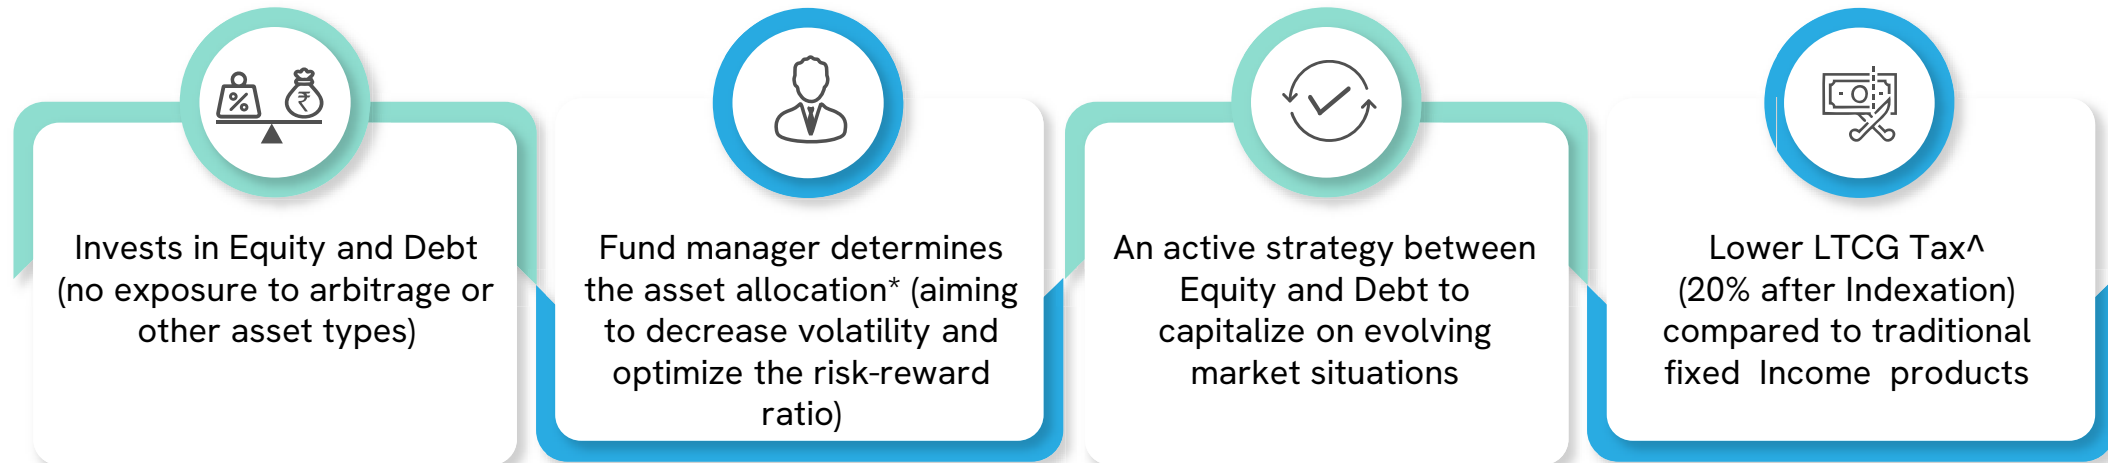 %
₹
Invests in Equity and Debt
(no exposure to arbitrage or
other asset types)
Fund manager determines
the asset allocation* (aiming
to decrease volatility and
optimize the risk-reward
ratio)
An active strategy between
Equity and Debt to
capitalize on evolving
market situations
Lower LTCG Tax^
(20% after Indexation)
compared to traditional
fixed Income products